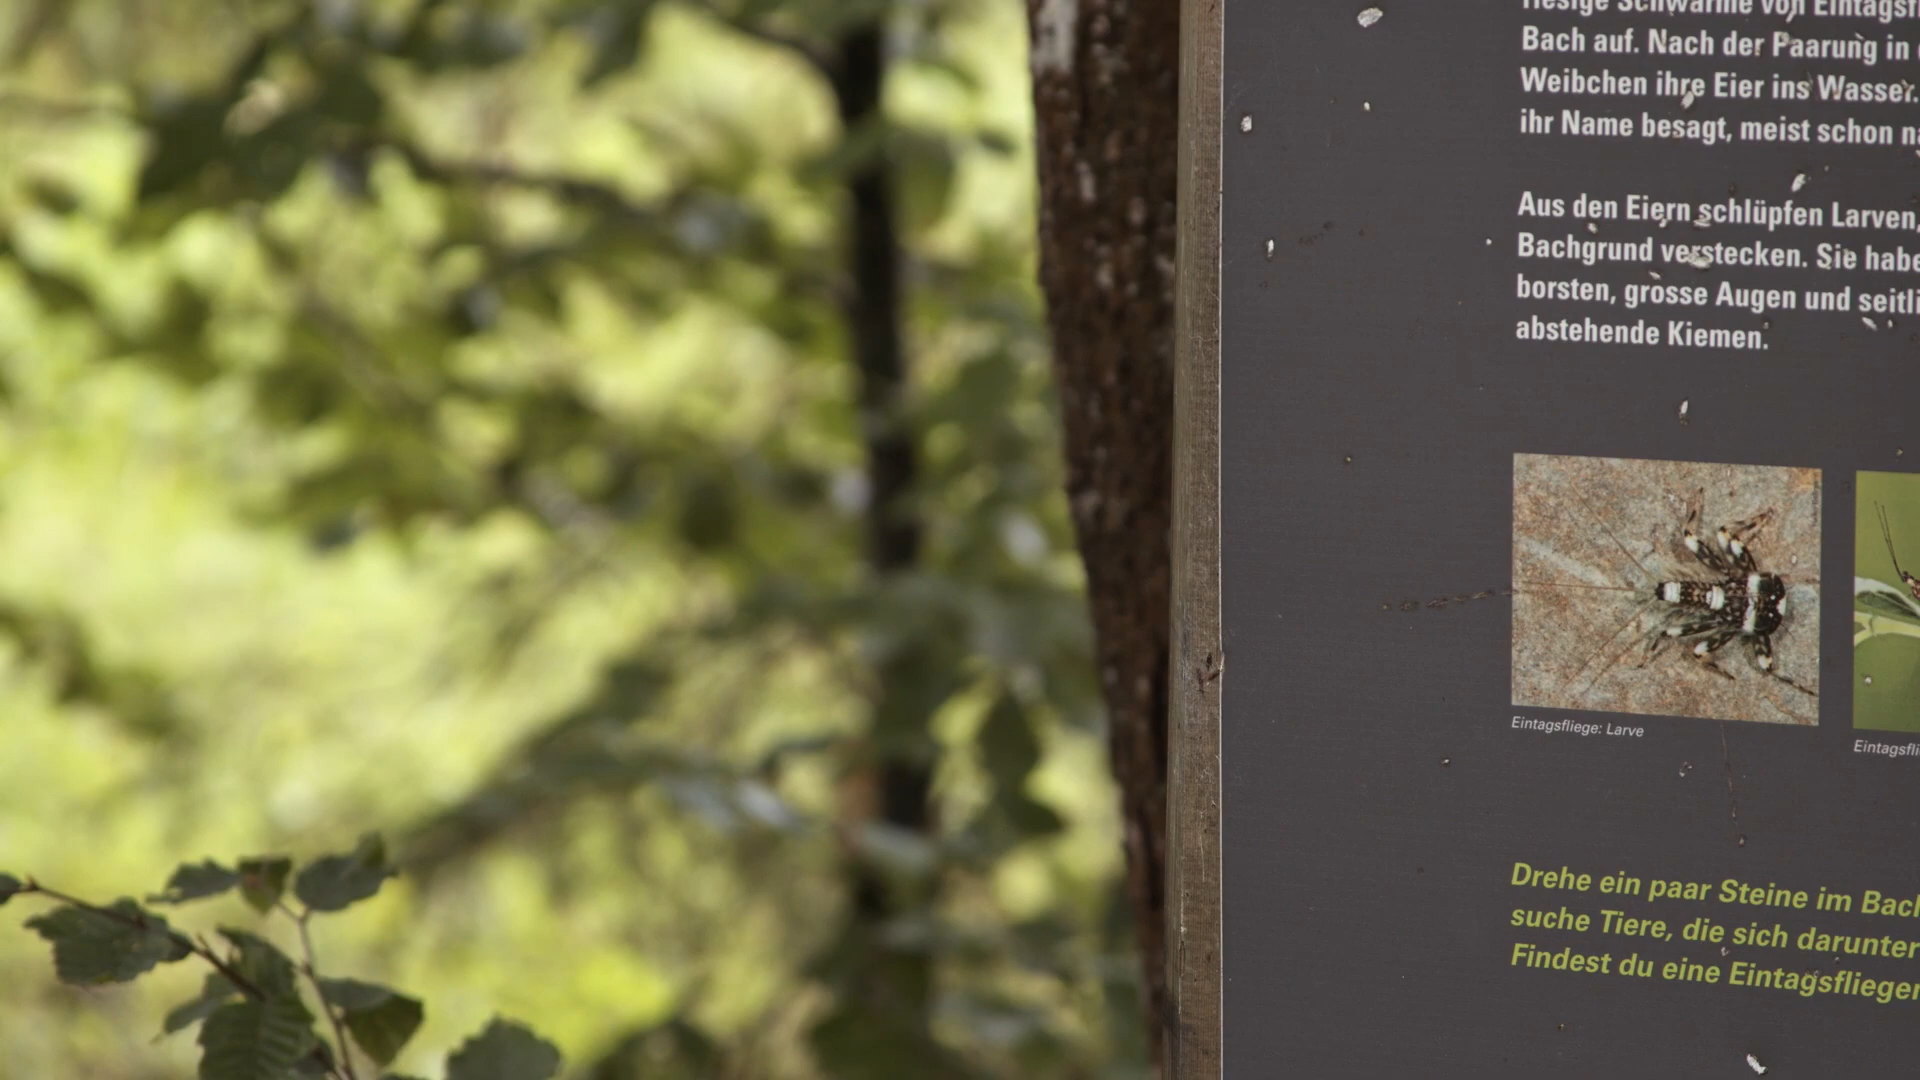 riesige Schwärme von Eintagsfl
Bach auf. Nach der Paarung in
Weibchen ihre Eier ins Wasser.
ihr Name besagt, meist schon na
Aus den Eiern schlüpfen Larven,
Bachgrund verstecken. Sie habe
borsten, grosse Augen und seitli
abstehende Kiemen.
Eintagsfliege: Larve
Eintagsfli
Drehe ein paar Steine im Bach
suche Tiere, die sich darunter
Findest du eine Eintagsfliegen